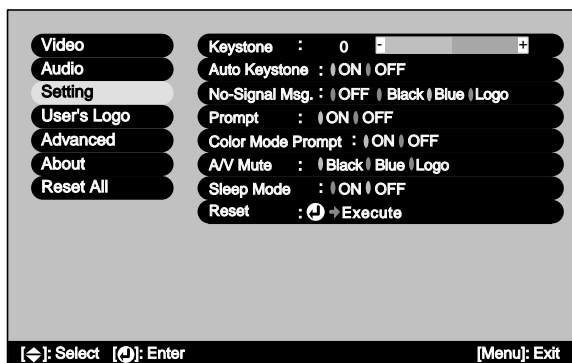 Video
Audio
Setting
User's Logo
Advanced
About
Reset All
Keystone : 0 - +
Auto Keystone : ON OFF
No-Signal Msg. : OFF Black Blue Logo
Prompt : ON OFF
Color Mode Prompt : ON OFF
A/V Mute : Black Blue Logo
Sleep Mode : ON OFF
Reset : Execute
[ ]: Select [ ]: Enter [Menu]: Exit